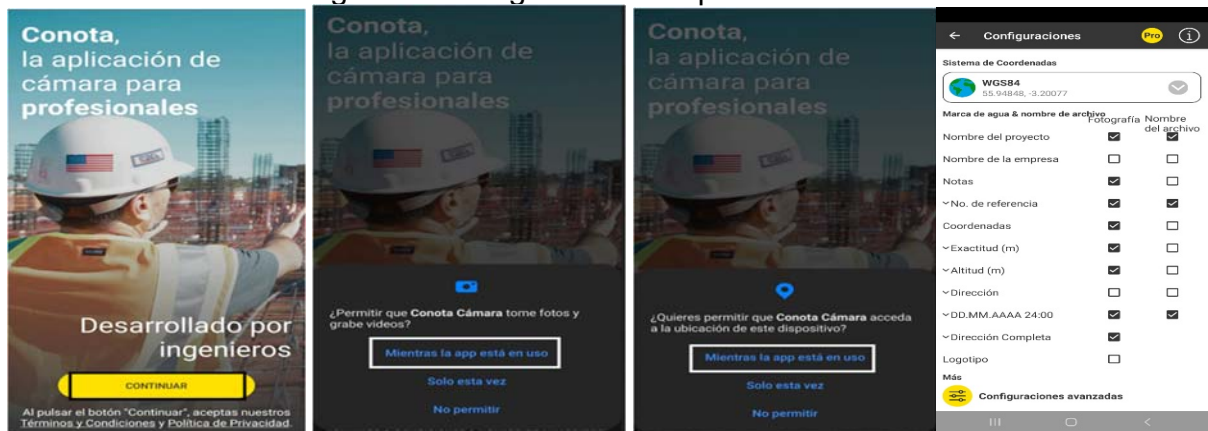 Conota,
la aplicación de
cámara para
profesionales
Desarrollado por
ingenieros
CONTINUAR
Al pulsar el botón "Continuar", aceptas nuestros
Términos y Condiciones y Política de Privacidad.
Conota,
la aplicación de
cámara para
profesionales
¿Permitir que Conota Cámara tome fotos y
grabe videos?
Mientras la app está en uso
Solo esta vez
No permitir
Conota,
la aplicación de
cámara para
profesionales
¿Quieres permitir que Conota Cámara acceda
a la ubicación de este dispositivo?
Mientras la app está en uso
Solo esta vez
No permitir
Configuraciones Pro
Sistema de Coordenadas
WGS84
55.94848, -3.20077
Marca de agua & nombre de archivo
Fotografía Nombre
del archivo
Nombre del proyecto
Nombre de la empresa
Notas
No. de referencia
Coordenadas
Exactitud (m)
Altitud (m)
Dirección
DD.MM.AAAA 24:00
Dirección Completa
Logotipo
Más
Configuraciones avanzadas